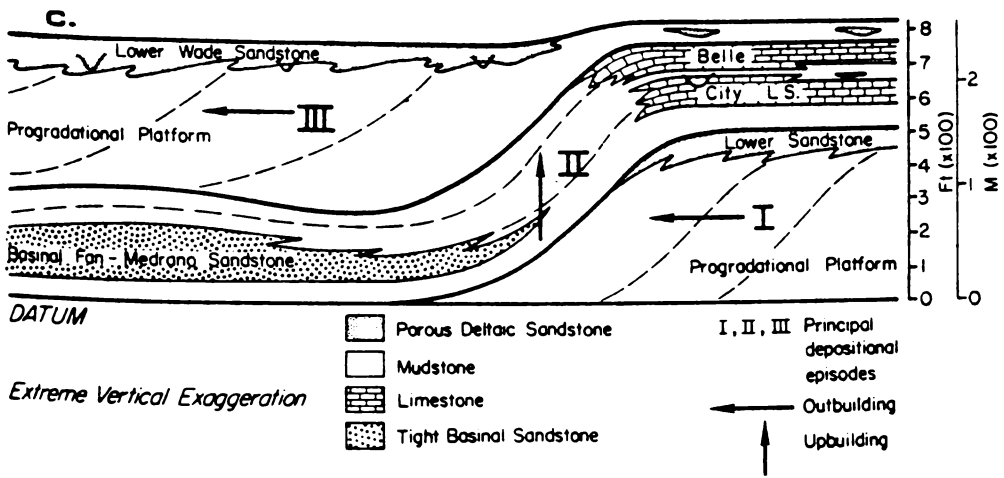 C.
Lower Wade Sandstone
III
Progradational Platform
Belle
City L.S.
Lower Sandstone
II
I
Progradational Platform
Basinal Fan - Medrano Sandstone
8
7
6
5
4
3
2
1
0
Ft (x100)
2
1
0
M (x100)
DATUM
Extreme Vertical Exaggeration
Porous Deltaic Sandstone
Mudstone
Limestone
Tight Basinal Sandstone
I, II, III Principal
depositional
episodes
Outbuilding
Upbuilding